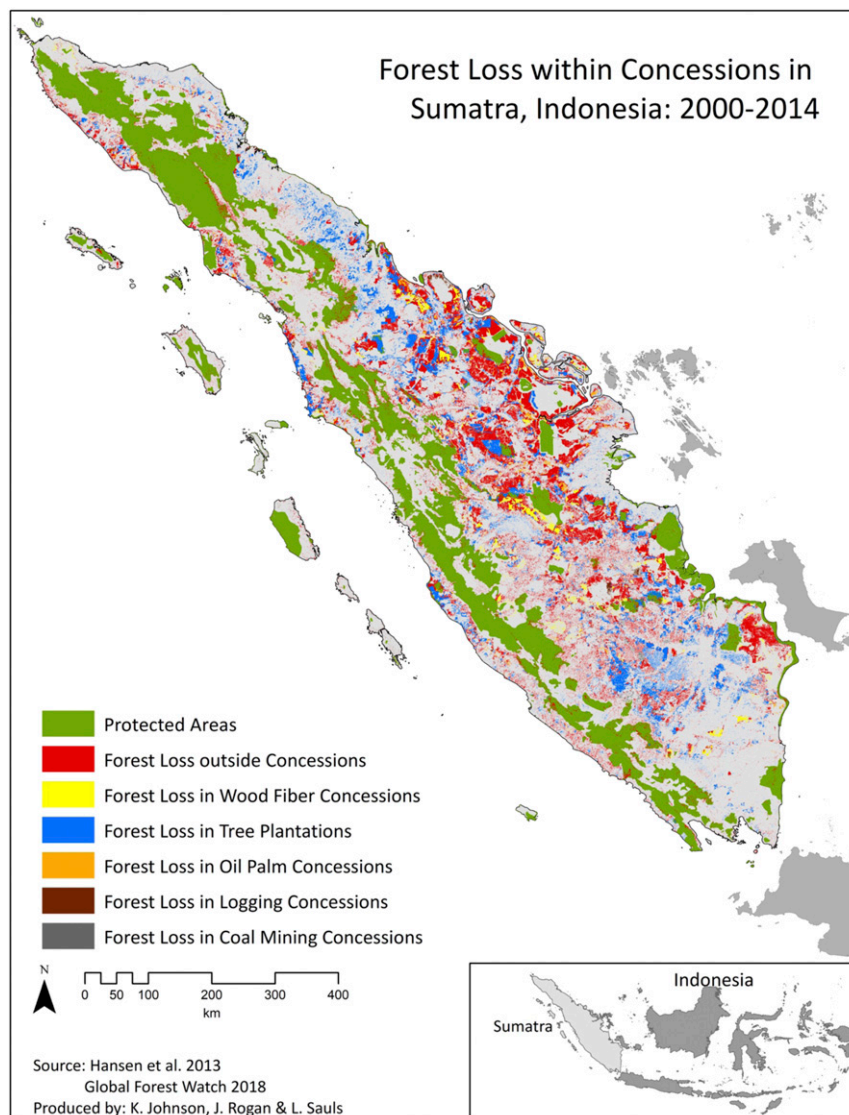 Forest Loss within Concessions in
Sumatra, Indonesia: 2000-2014
Protected Areas
Forest Loss outside Concessions
Forest Loss in Wood Fiber Concessions
Forest Loss in Tree Plantations
Forest Loss in Oil Palm Concessions
Forest Loss in Logging Concessions
Forest Loss in Coal Mining Concessions
N
0 50 100 200 300 400
km
Indonesia
Sumatra
Source: Hansen et al. 2013
Global Forest Watch 2018
Produced by: K. Johnson, J. Rogan & L. Sauls